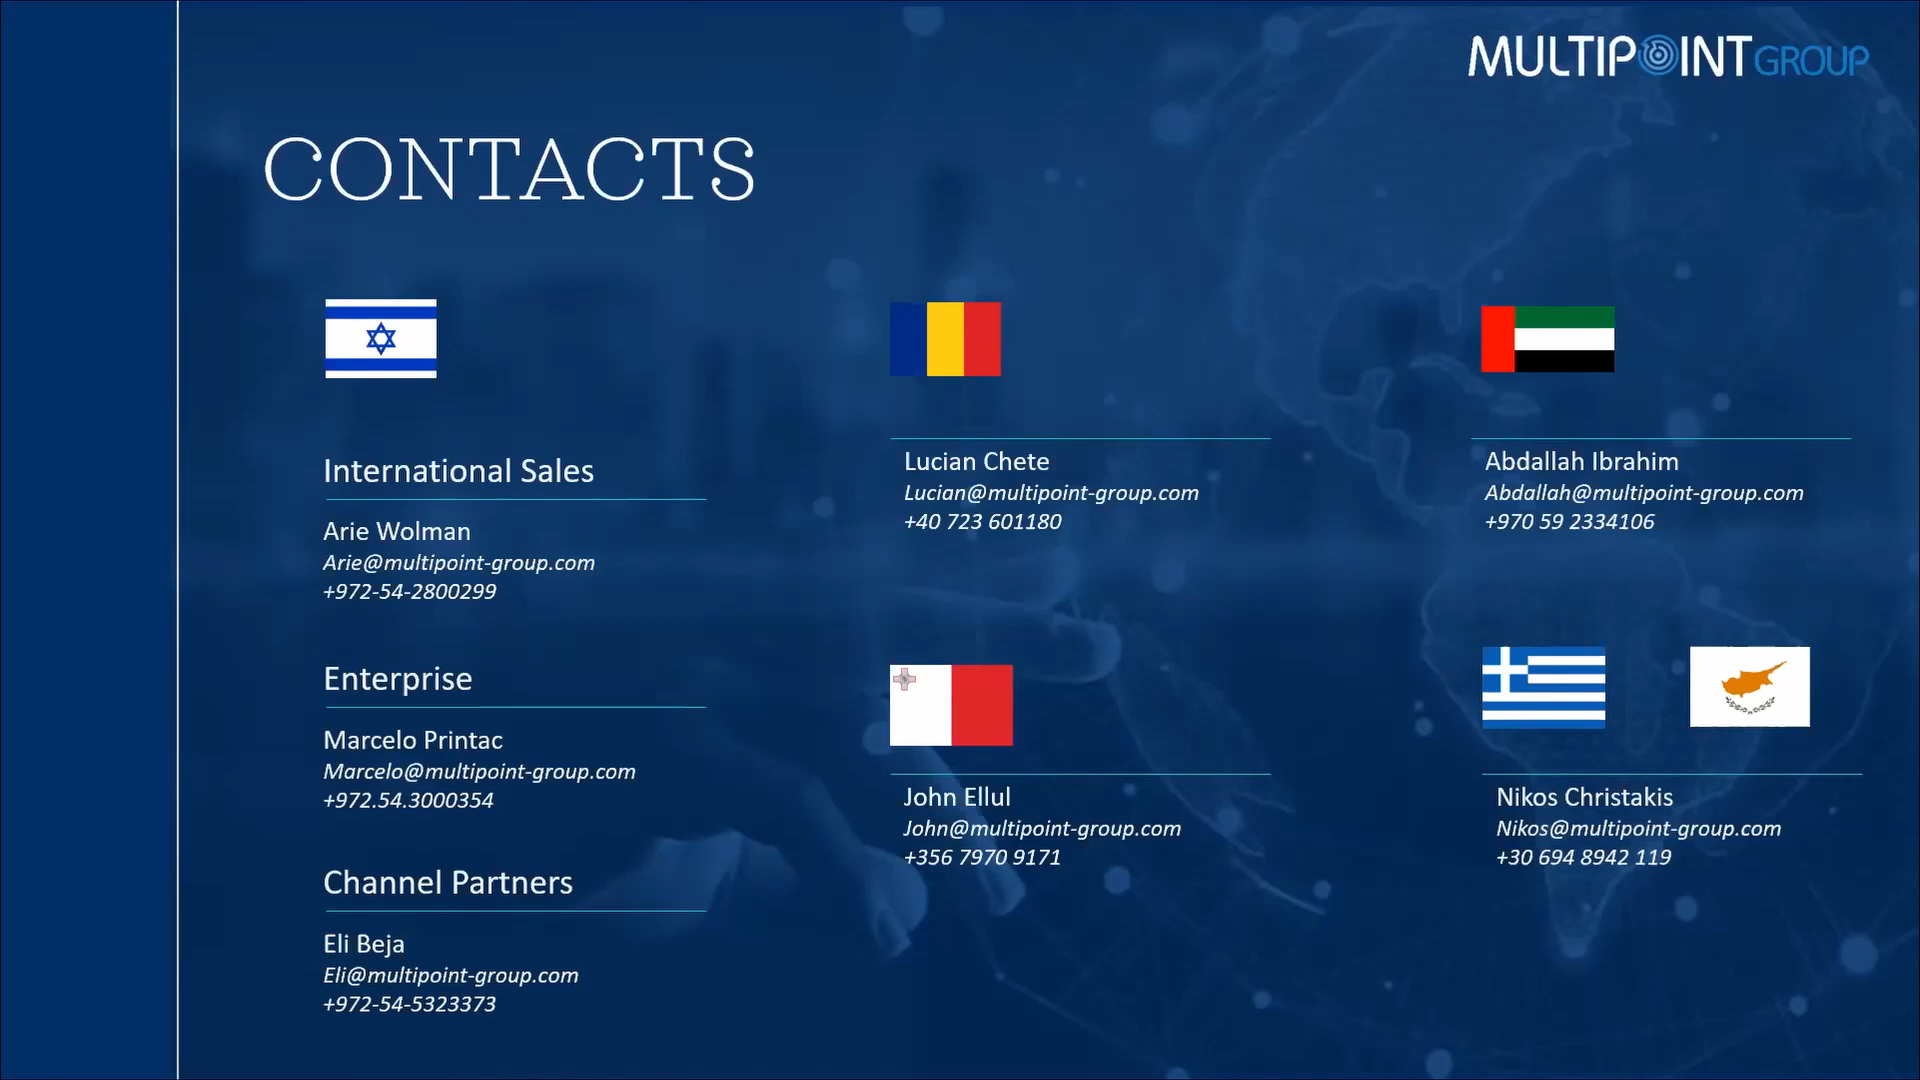 MULTIPOINT GROUP
CONTACTS
International Sales
Arie Wolman
Arie@multipoint-group.com
+972-54-2800299
Enterprise
Marcelo Printac
Marcelo@multipoint-group.com
+972.54.3000354
Channel Partners
Eli Beja
Eli@multipoint-group.com
+972-54-5323373
Lucian Chete
Lucian@multipoint-group.com
+40 723 601180
John Ellul
John@multipoint-group.com
+356 7970 9171
Abdallah Ibrahim
Abdallah@multipoint-group.com
+970 59 2334106
Nikos Christakis
Nikos@multipoint-group.com
+30 694 8942 119